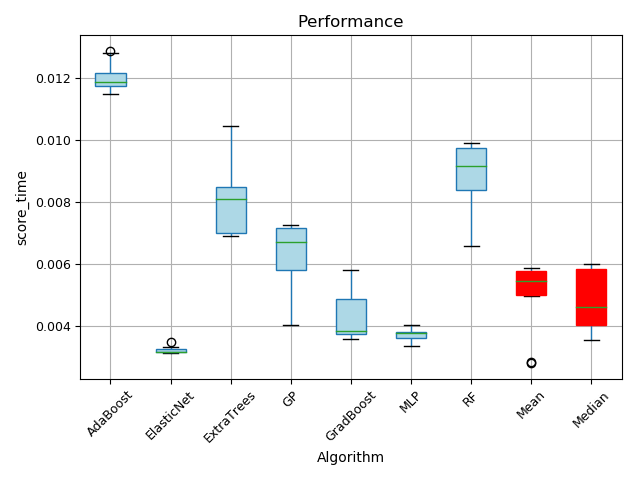 Performance
score_time
0.012
0.010
0.008
0.006
0.004
AdaBoost
ElasticNet
ExtraTrees
GP
GradBoost
MLP
RF
Mean
Median
Algorithm